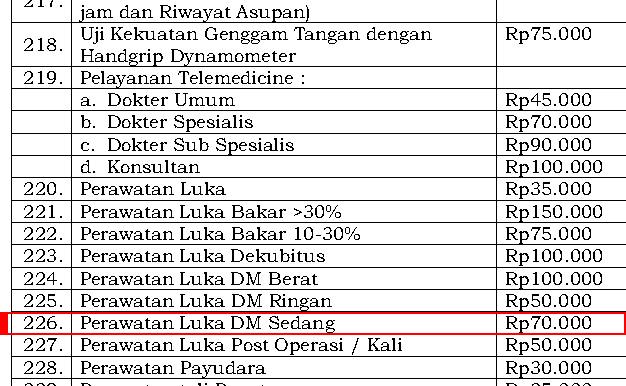 217.
jam dan Riwayat Asupan)
218. Uji Kekuatan Genggam Tangan dengan Rp75.000
Handgrip Dynamometer
219. Pelayanan Telemedicine :
a. Dokter Umum Rp45.000
b. Dokter Spesialis Rp70.000
c. Dokter Sub Spesialis Rp90.000
d. Konsultan Rp100.000
220. Perawatan Luka Rp35.000
221. Perawatan Luka Bakar >30% Rp150.000
222. Perawatan Luka Bakar 10-30% Rp75.000
223. Perawatan Luka Dekubitus Rp100.000
224. Perawatan Luka DM Berat Rp100.000
225. Perawatan Luka DM Ringan Rp50.000
226. Perawatan Luka DM Sedang Rp70.000
227. Perawatan Luka Post Operasi / Kali Rp50.000
228. Perawatan Payudara Rp30.000